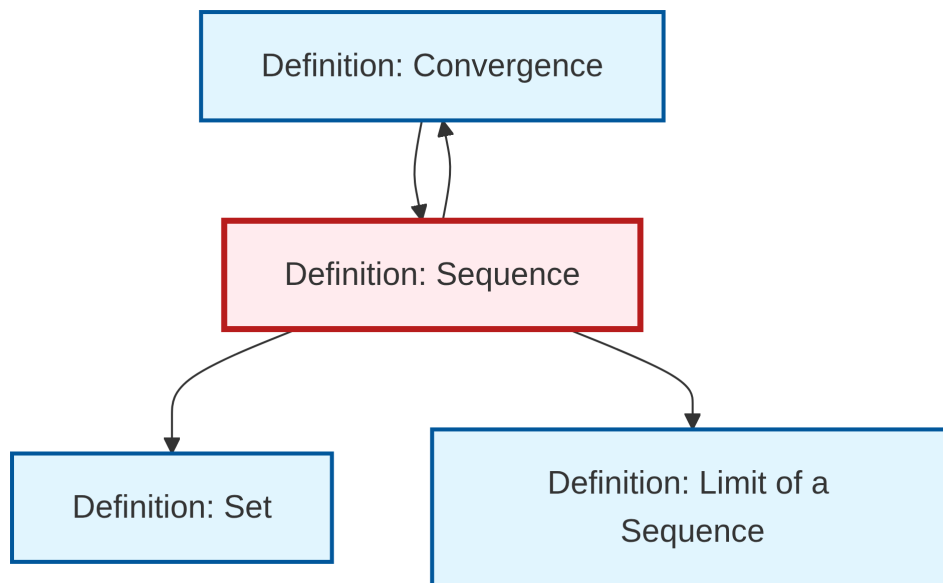 Definition: Convergence
Definition: Sequence
Definition: Set
Definition: Limit of a
Sequence